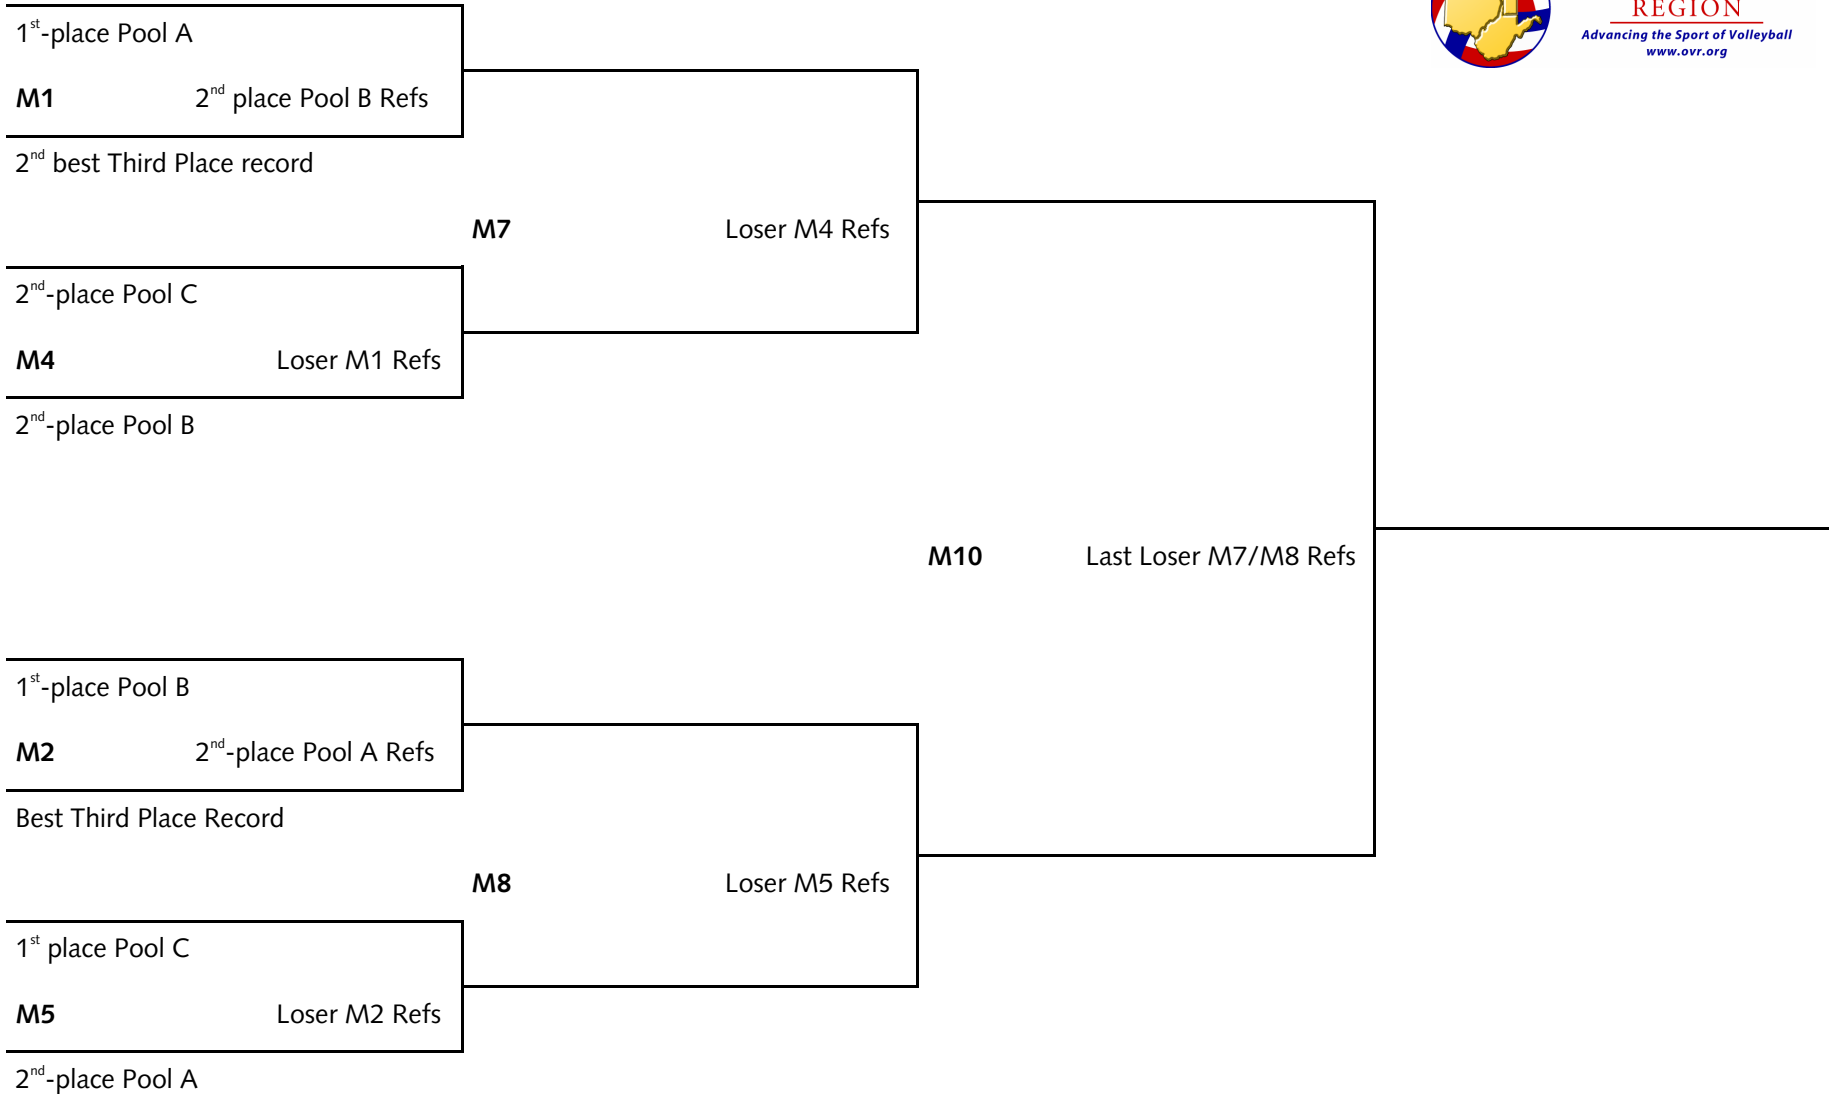 REGION
Advancing the Sport of Volleyball
www.ovr.org
1st-place Pool A
M1 2nd place Pool B Refs
2nd best Third Place record
M7 Loser M4 Refs
2nd-place Pool C
M4 Loser M1 Refs
2nd-place Pool B
M10 Last Loser M7/M8 Refs
1st-place Pool B
M2 2nd-place Pool A Refs
Best Third Place Record
M8 Loser M5 Refs
1st place Pool C
M5 Loser M2 Refs
2nd-place Pool A